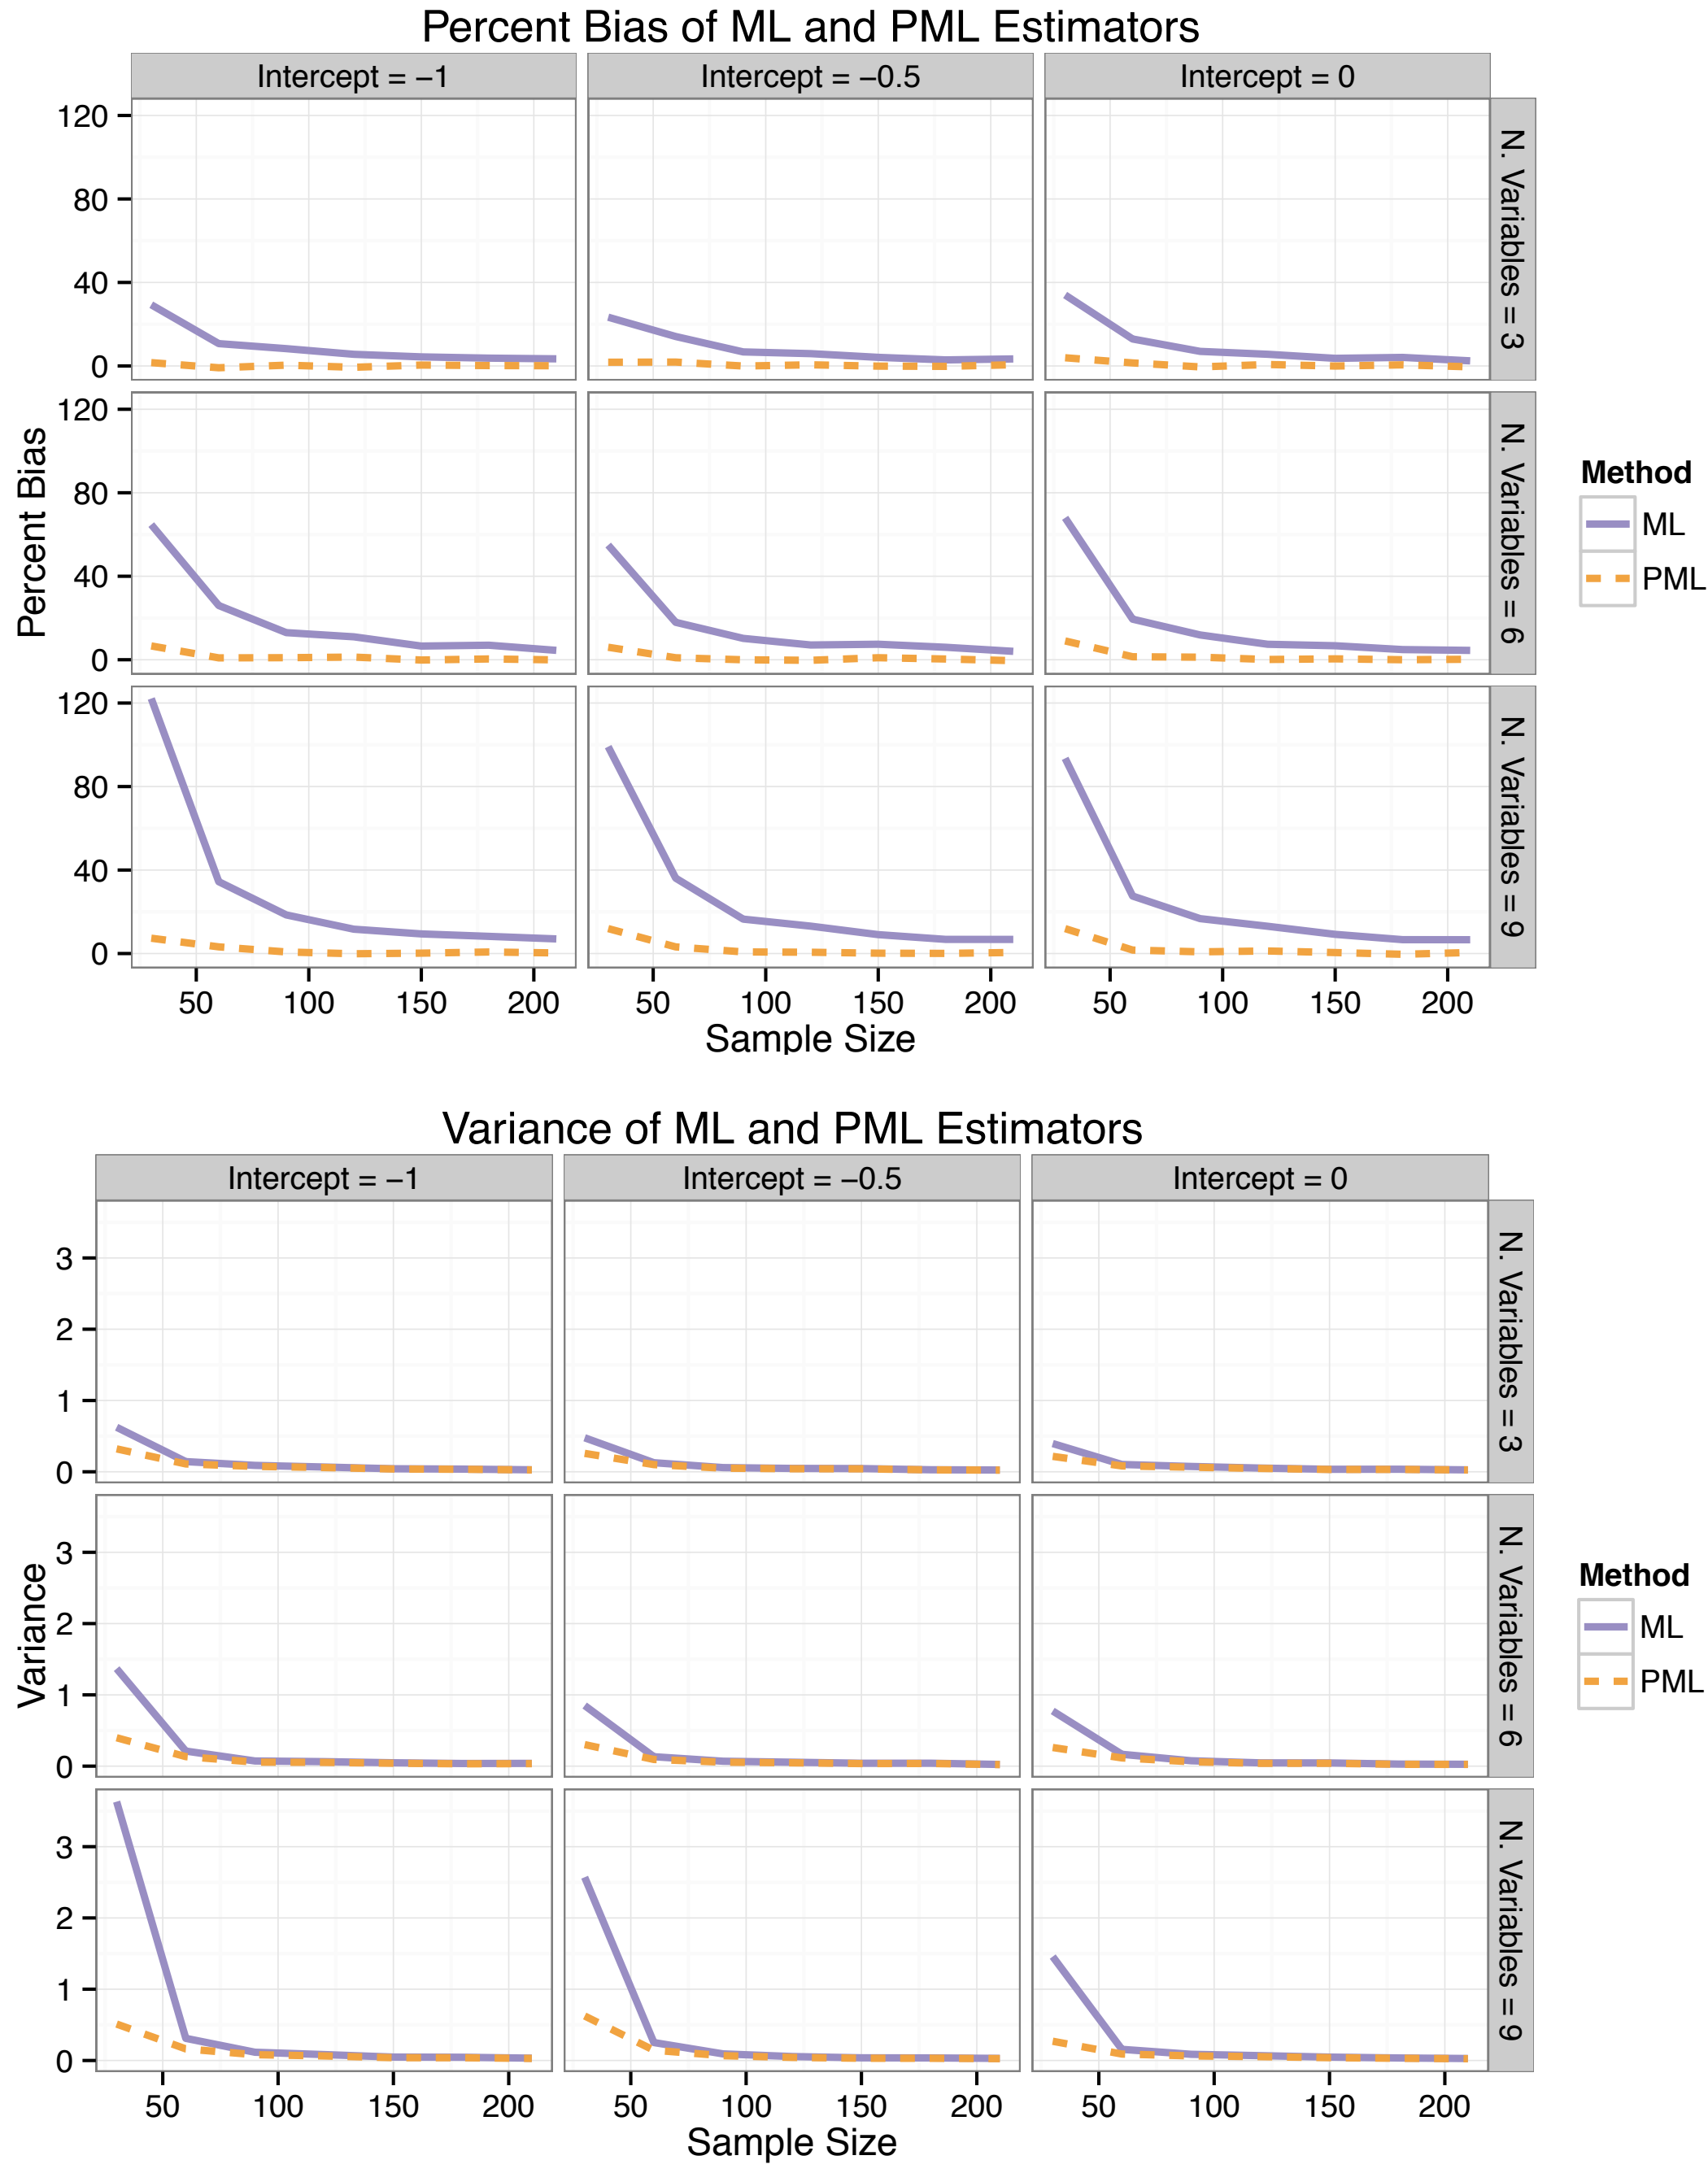 Percent Bias of ML and PML Estimators
Intercept = −1
Intercept = −0.5
Intercept = 0
120
80
40
0
N. Variables = 3
120
80
40
0
N. Variables = 6
120
80
40
0
N. Variables = 9
Percent Bias
50 100 150 200
50 100 150 200
50 100 150 200
Sample Size
Method
ML
PML
Variance of ML and PML Estimators
Intercept = −1
Intercept = −0.5
Intercept = 0
3
2
1
0
N. Variables = 3
3
2
1
0
N. Variables = 6
3
2
1
0
N. Variables = 9
Variance
50 100 150 200
50 100 150 200
50 100 150 200
Sample Size
Method
ML
PML